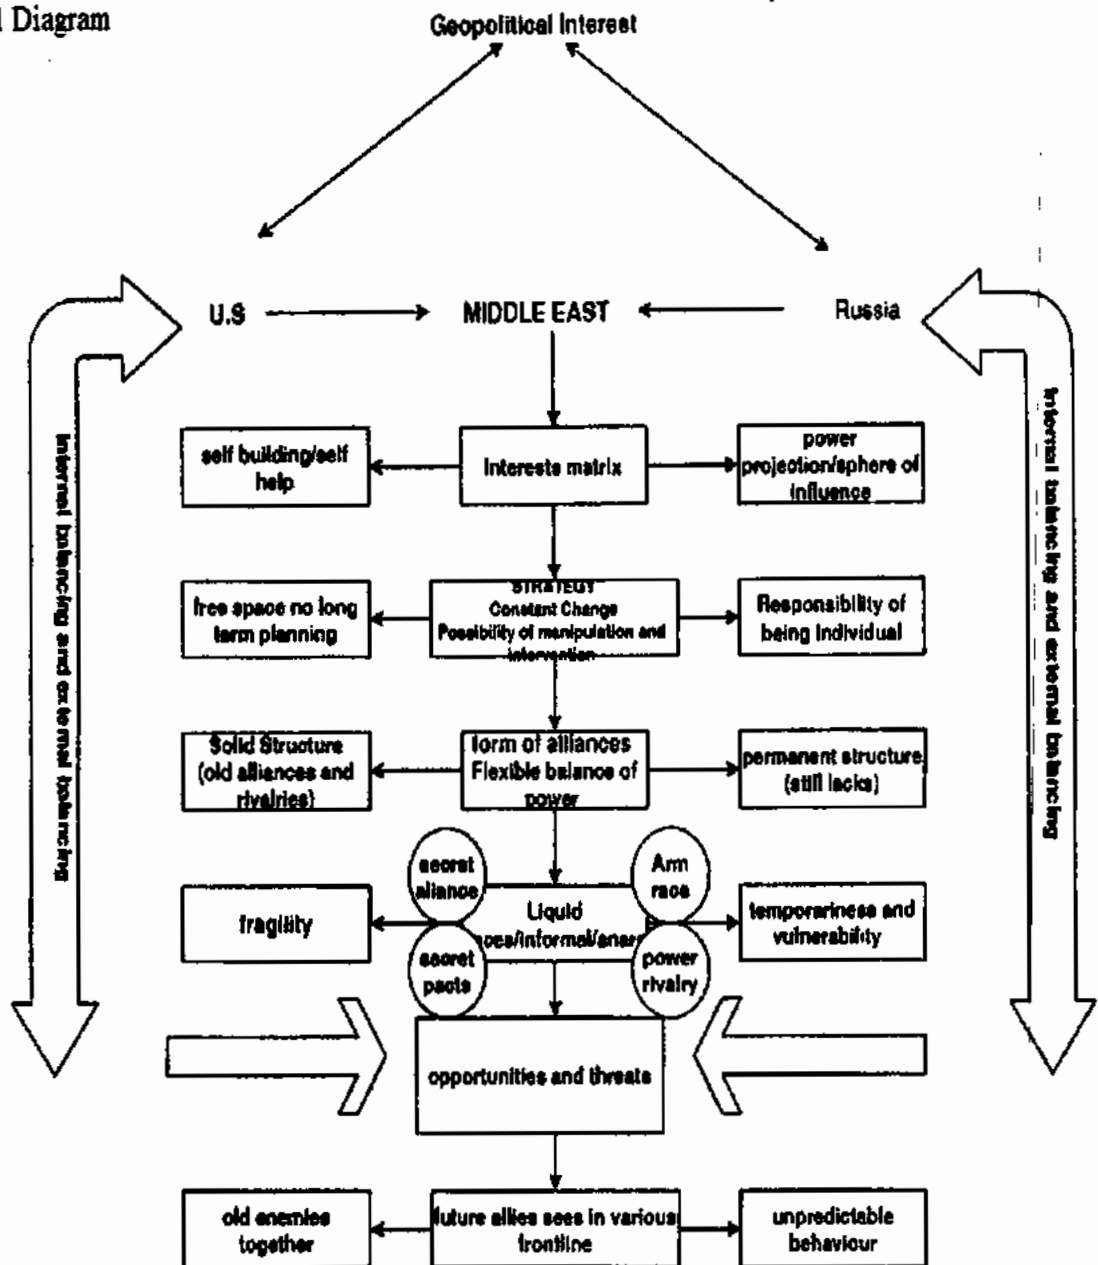 Diagram
Geopolitical Interest
U.S
MIDDLE EAST
Russia
Internal balancing and external balancing
Internal balancing and external balancing
self building/self
help
Interests matrix
power
projection/sphere of
influence
free space no long
term planning
STRATEGY
Constant Change
Possibility of manipulation and
intervention
Responsibility of
being Individual
Solid Structure
(old alliances and
rivalries)
form of alliances
Flexible balance of
power
permanent structure
(still lacks)
secret
aliance
Arm
race
fragility
Liquid
/informal/
temporariness and
vulnerability
secret
pacts
power
rivalry
opportunities and threats
old enemies
together
future allies sees in various
frontline
unpredictable
behaviour